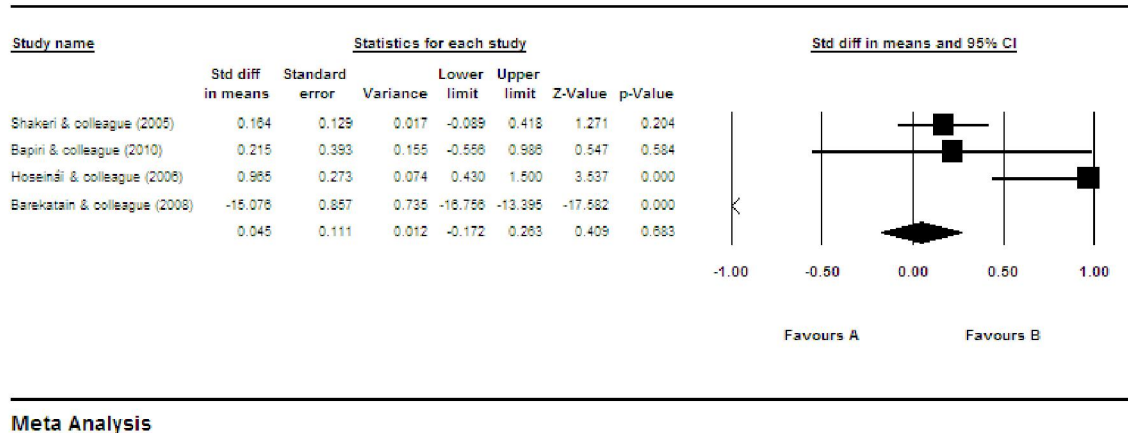 Study name Statistics for each study Std diff in means and 95% CI
Std diff Standard Lower Upper
in means error Variance limit limit Z-Value p-Value
Shakeri & colleague (2005) 0.164 0.129 0.017 -0.089 0.418 1.271 0.204
Bapiri & colleague (2010) 0.215 0.393 0.155 -0.556 0.986 0.547 0.584
Hoseinái & colleague (2006) 0.965 0.273 0.074 0.430 1.500 3.537 0.000
Barekatain & colleague (2008) -15.076 0.857 0.735 -16.756 -13.395 -17.582 0.000
0.045 0.111 0.012 -0.172 0.263 0.409 0.683
-1.00 -0.50 0.00 0.50 1.00
Favours A Favours B
Meta Analysis